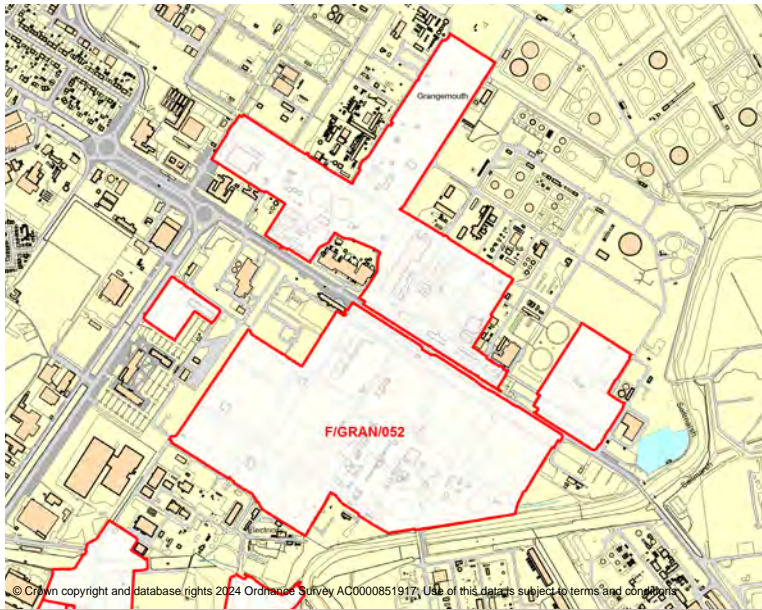 Grangemouth
F/GRAN/052
© Crown copyright and database rights 2024 Ordnance Survey AC0000851917, Use of this data is subject to terms and conditions